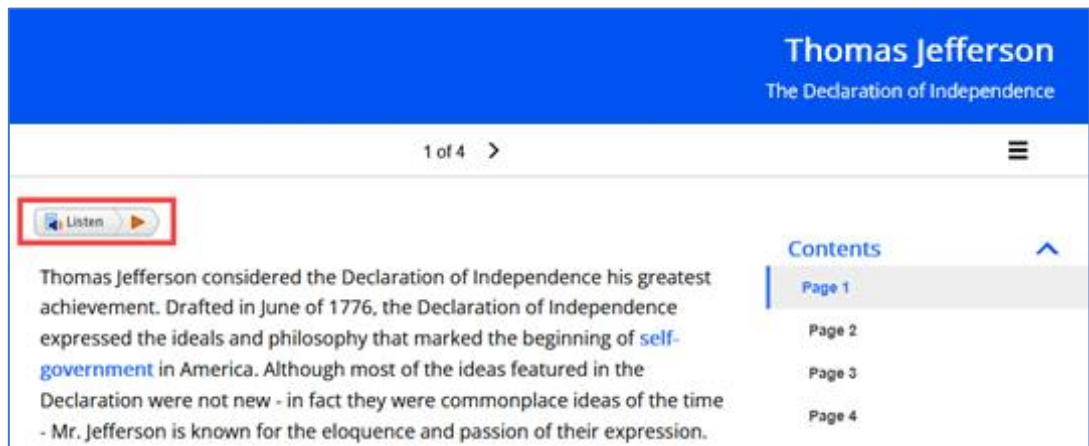 Thomas Jefferson
The Declaration of Independence
1 of 4
Listen
Thomas Jefferson considered the Declaration of Independence his greatest
achievement. Drafted in June of 1776, the Declaration of Independence
expressed the ideals and philosophy that marked the beginning of self-
government in America. Although most of the ideas featured in the
Declaration were not new - in fact they were commonplace ideas of the time
- Mr. Jefferson is known for the eloquence and passion of their expression.
Contents
Page 1
Page 2
Page 3
Page 4